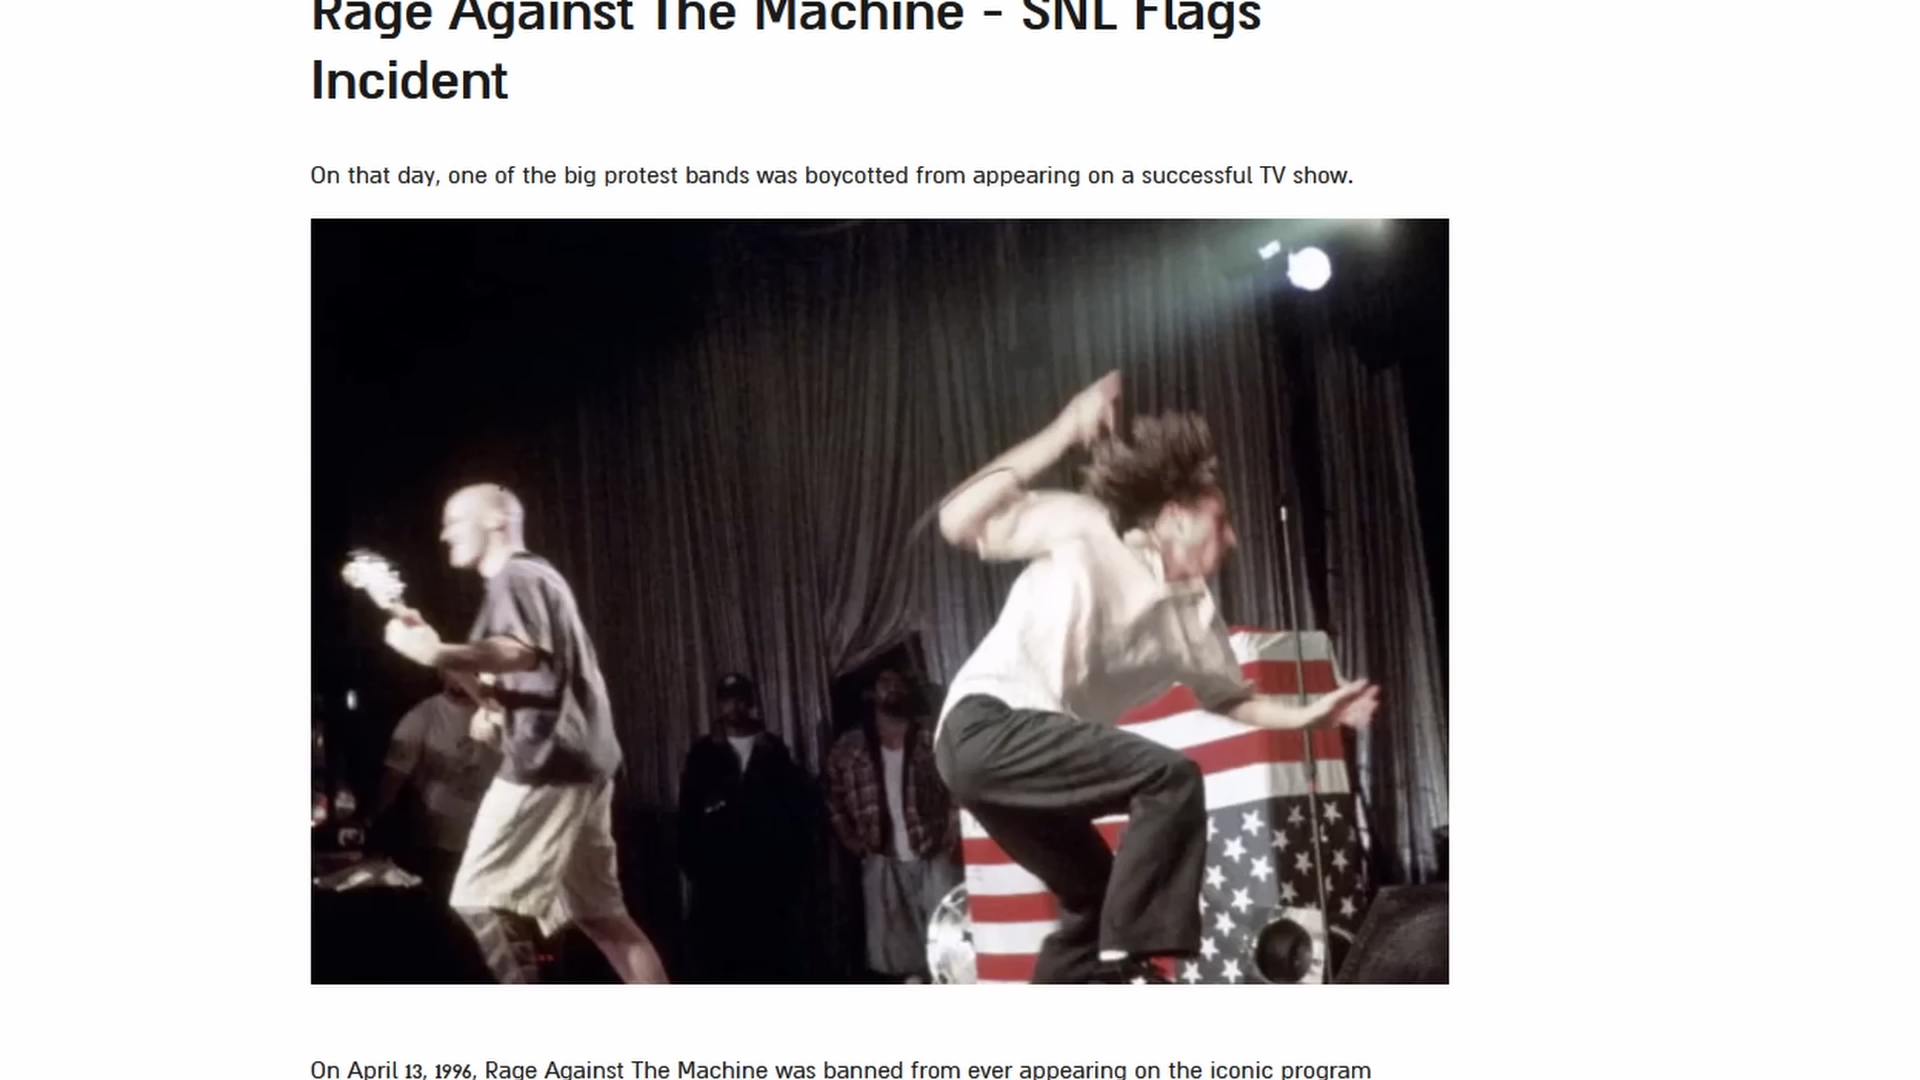 Rage Against The Machine - SNL Flags
Incident
On that day, one of the big protest bands was boycotted from appearing on a successful TV show.
On April 13, 1996, Rage Against The Machine was banned from ever appearing on the iconic program